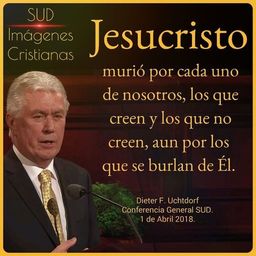 SUD
Imágenes
Cristianas
Jesucristo
murió por cada uno
de nosotros, los que
creen y los que no
creen, aun por los
que se burlan de Él.
Dieter F. Uchtdorf
Conferencia General SUD.
1 de Abril 2018.